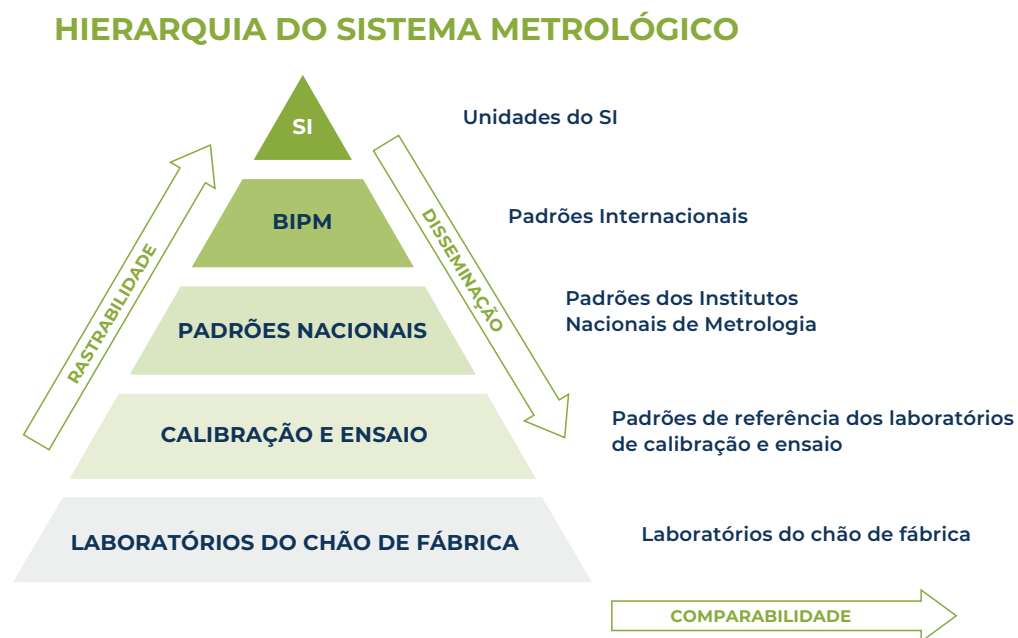 HIERARQUIA DO SISTEMA METROLÓGICO
SI
Unidades do SI
BIPM
Padrões Internacionais
RASTRABILIDADE
DISSEMINAÇÃO
PADRÕES NACIONAIS
Padrões dos Institutos
Nacionais de Metrologia
CALIBRAÇÃO E ENSAIO
Padrões de referência dos laboratórios
de calibração e ensaio
LABORATÓRIOS DO CHÃO DE FÁBRICA
Laboratórios do chão de fábrica
COMPARABILIDADE